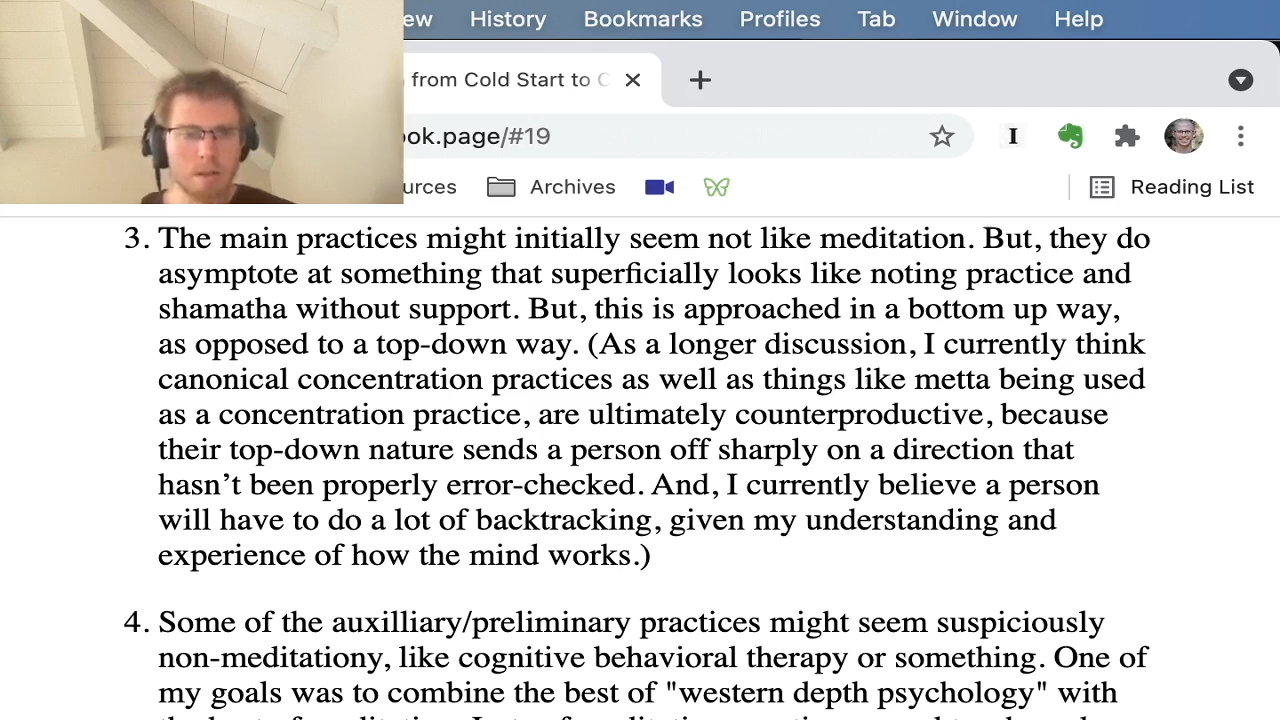 History Bookmarks Profiles Tab Window Help
from Cold Start to
ok.page/#19
Archives Reading List
3. The main practices might initially seem not like meditation. But, they do
asymptote at something that superficially looks like noting practice and
shamatha without support. But, this is approached in a bottom up way,
as opposed to a top-down way. (As a longer discussion, I currently think
canonical concentration practices as well as things like metta being used
as a concentration practice, are ultimately counterproductive, because
their top-down nature sends a person off sharply on a direction that
hasn’t been properly error-checked. And, I currently believe a person
will have to do a lot of backtracking, given my understanding and
experience of how the mind works.)
4. Some of the auxilliary/preliminary practices might seem suspiciously
non-meditationy, like cognitive behavioral therapy or something. One of
my goals was to combine the best of "western depth psychology" with